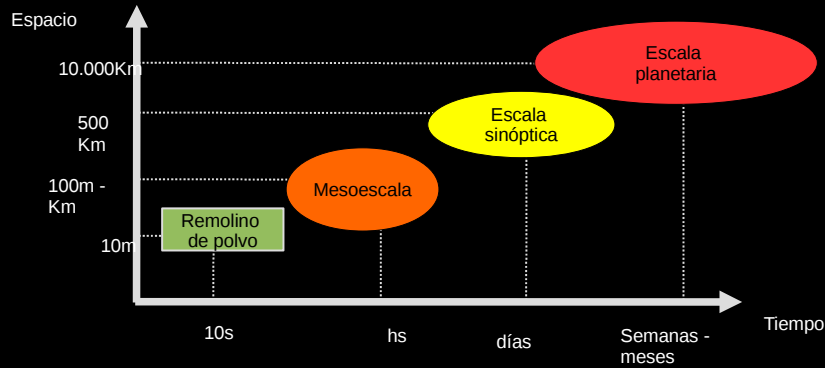 Espacio
10.000Km
Escala
planetaria
500
Km
Escala
sinóptica
100m -
Km
Mesoescala
Remolino
de polvo
10m
10s
hs
días
Semanas -
meses
Tiempo